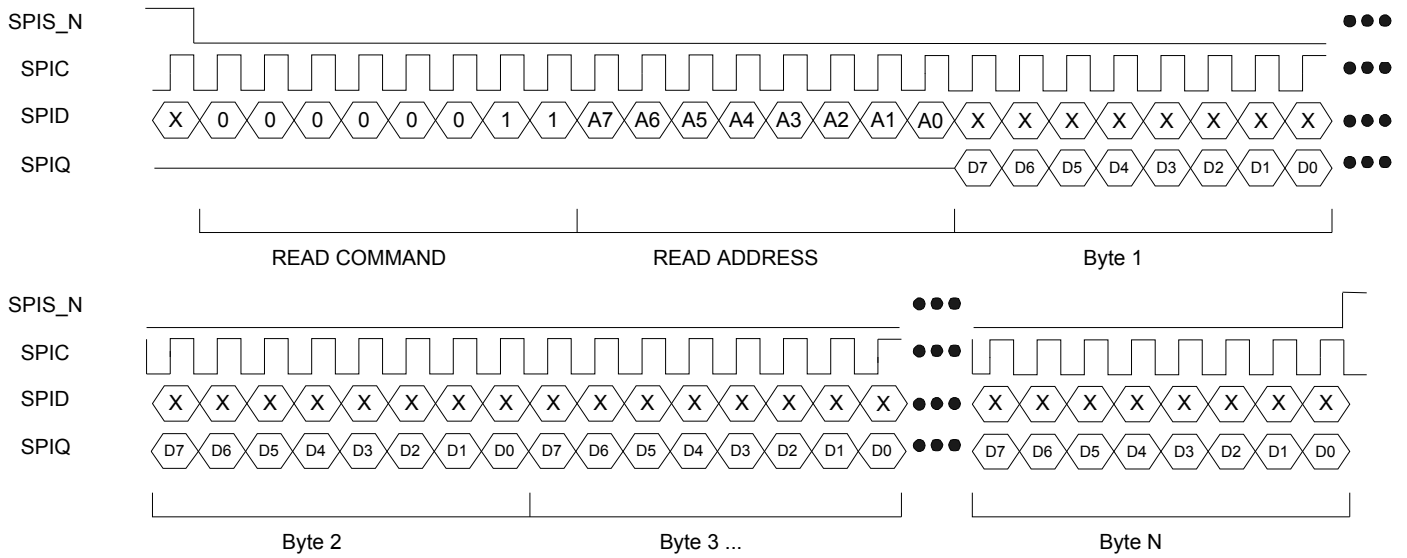 SPIS_N
SPIC
SPID X 0 0 0 0 0 0 1 1 A7 A6 A5 A4 A3 A2 A1 A0 X X X X X X X X
SPIQ D7 D6 D5 D4 D3 D2 D1 D0
READ COMMAND READ ADDRESS Byte 1
SPIS_N
SPIC
SPID X X X X X X X X X X X X X X X X X X X X X X X X
SPIQ D7 D6 D5 D4 D3 D2 D1 D0 D7 D6 D5 D4 D3 D2 D1 D0 D7 D6 D5 D4 D3 D2 D1 D0
Byte 2 Byte 3 ... Byte N